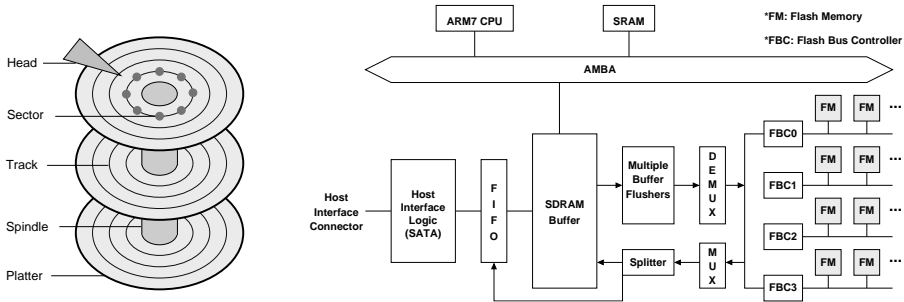 Head
Sector
Track
Spindle
Platter
ARM7 CPU
SRAM
*FM: Flash Memory
*FBC: Flash Bus Controller
AMBA
Host
Interface
Connector
Host
Interface
Logic
(SATA)
F
I
F
O
SDRAM
Buffer
Multiple
Buffer
Flushers
D
E
M
U
X
Splitter
M
U
X
FBC0
FM
FM
...
FBC1
FM
FM
...
FBC2
FM
FM
...
FBC3
FM
FM
...